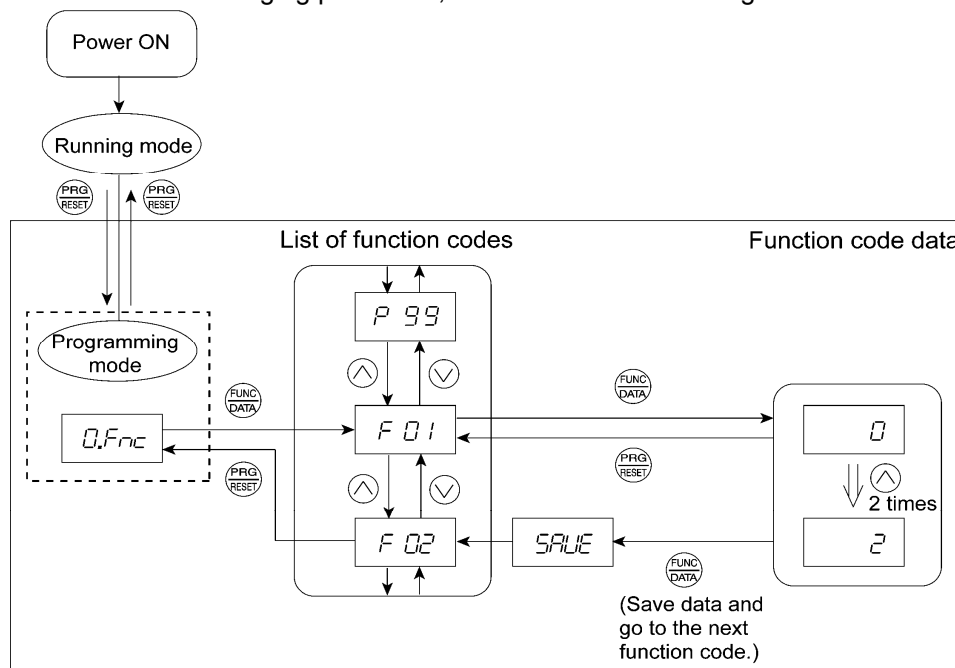 Power ON
Running mode
PRG
RESET
PRG
RESET
List of function codes
Function code data
P 99
Programming
mode
FUNC
DATA
FUNC
DATA
0.Fnc
F 01
0
PRG
RESET
PRG
RESET
2 times
F 02
SAVE
2
FUNC
DATA
(Save data and
go to the next
function code.)